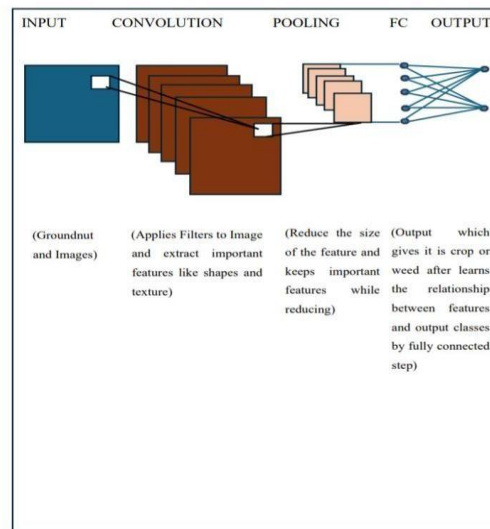 INPUT CONVOLUTION POOLING FC OUTPUT
(Groundnut
and Images)
(Applies Filters to Image
and extract important
features like shapes and
texture)
(Reduce the size
of the feature and
keeps important
features while
reducing)
(Output which
gives it is crop or
weed after learns
the relationship
between features
and output classes
by fully connected
step)